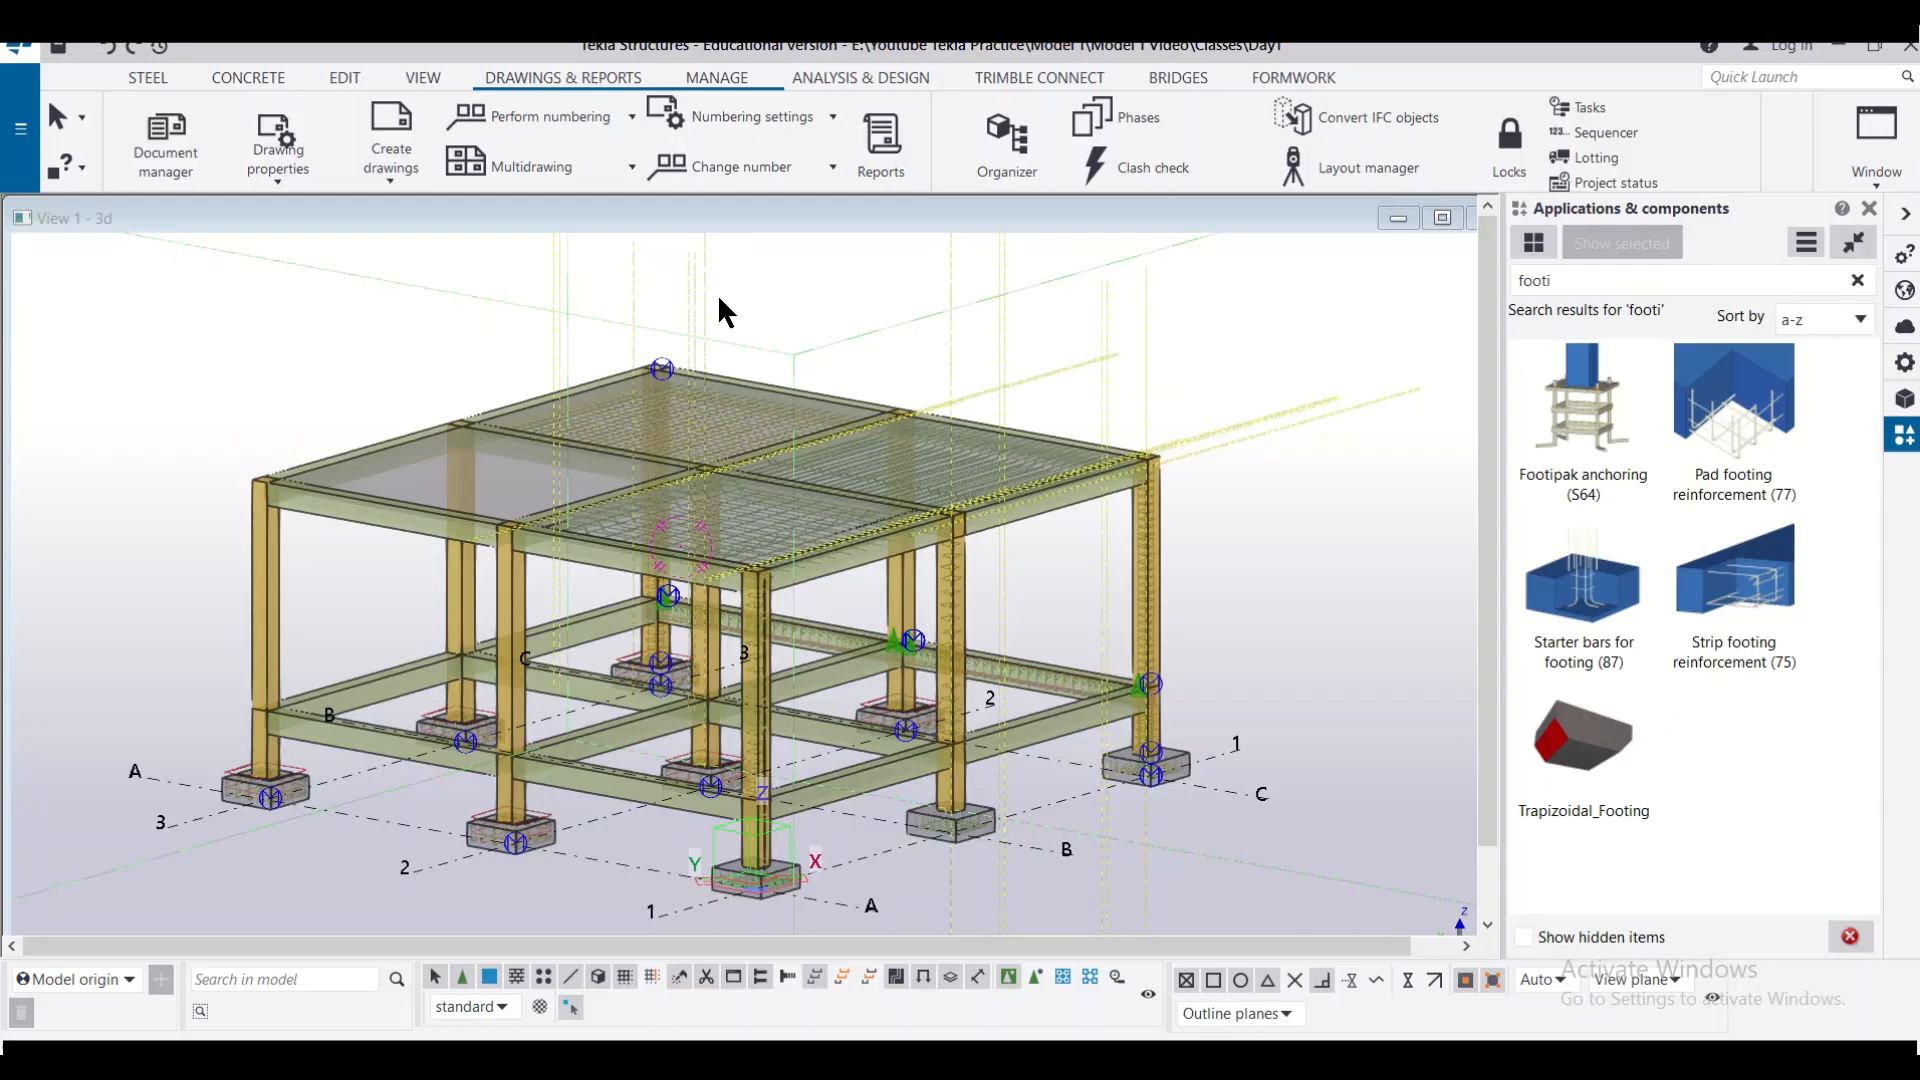 Tekla Structures - Educational version - E:\Youtube Tekla Practice\Model 1\Model 1 Video\Classes\Day1
Log in
STEEL CONCRETE EDIT VIEW DRAWINGS & REPORTS MANAGE ANALYSIS & DESIGN TRIMBLE CONNECT BRIDGES FORMWORK
Quick Launch
Document manager
Drawing properties
Create drawings
Perform numbering
Multidrawing
Numbering settings
Change number
Reports
Organizer
Phases
Clash check
Convert IFC objects
Layout manager
Locks
Tasks
Sequencer
Lotting
Project status
Window
View 1 - 3d
Applications & components
Show selected
footi
Search results for 'footi'
Sort by
a-z
Footipak anchoring (S64)
Pad footing reinforcement (77)
Starter bars for footing (87)
Strip footing reinforcement (75)
Trapizoidal_Footing
Show hidden items
C
3
B
2
A
1
3
C
Z
2
B
Y
X
1
A
z
Model origin
Search in model
standard
Auto
View plane
Outline planes
Activate Windows
Go to Settings to activate Windows.